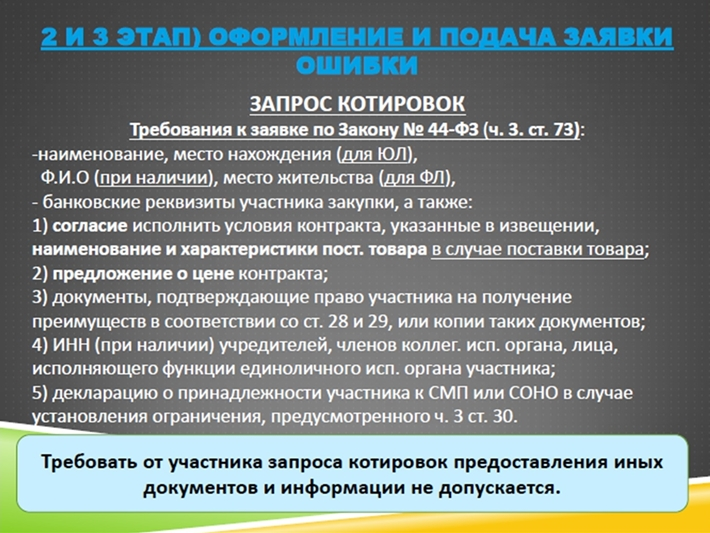 2 И 3 ЭТАП) ОФОРМЛЕНИЕ И ПОДАЧА ЗАЯВКИ
ОШИБКИ
ЗАПРОС КОТИРОВОК
Требования к заявке по Закону № 44-ФЗ (ч. 3. ст. 73):
-наименование, место нахождения (для ЮЛ),
Ф.И.О (при наличии), место жительства (для ФЛ),
- банковские реквизиты участника закупки, а также:
1) согласие исполнить условия контракта, указанные в извещении,
наименование и характеристики пост. товара в случае поставки товара;
2) предложение о цене контракта;
3) документы, подтверждающие право участника на получение
преимуществ в соответствии со ст. 28 и 29, или копии таких документов;
4) ИНН (при наличии) учредителей, членов коллег. исп. органа, лица,
исполняющего функции единоличного исп. органа участника;
5) декларацию о принадлежности участника к СМП или СОНО в случае
установления ограничения, предусмотренного ч. 3 ст. 30.
Требовать от участника запроса котировок предоставления иных
документов и информации не допускается.